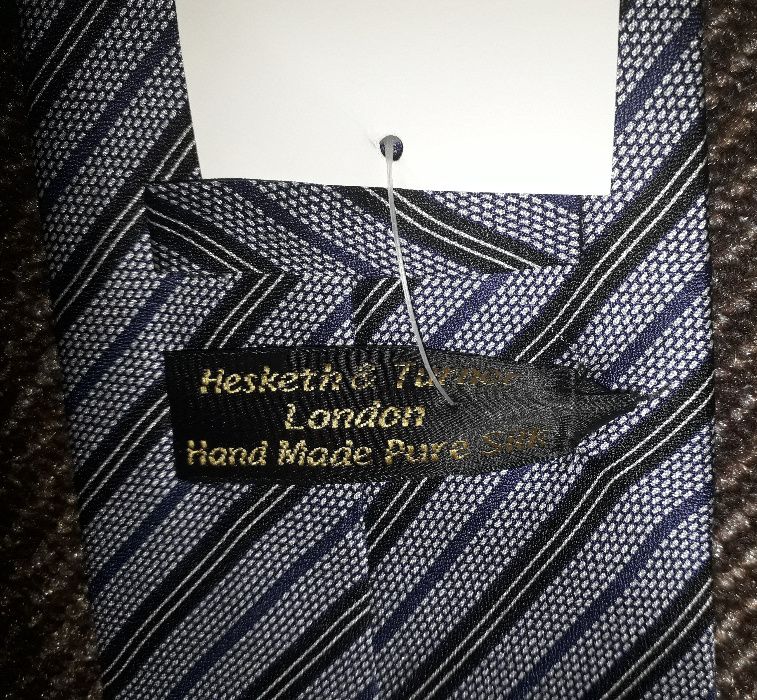 Hesketh & Turner
London
Hand Made Pure Silk